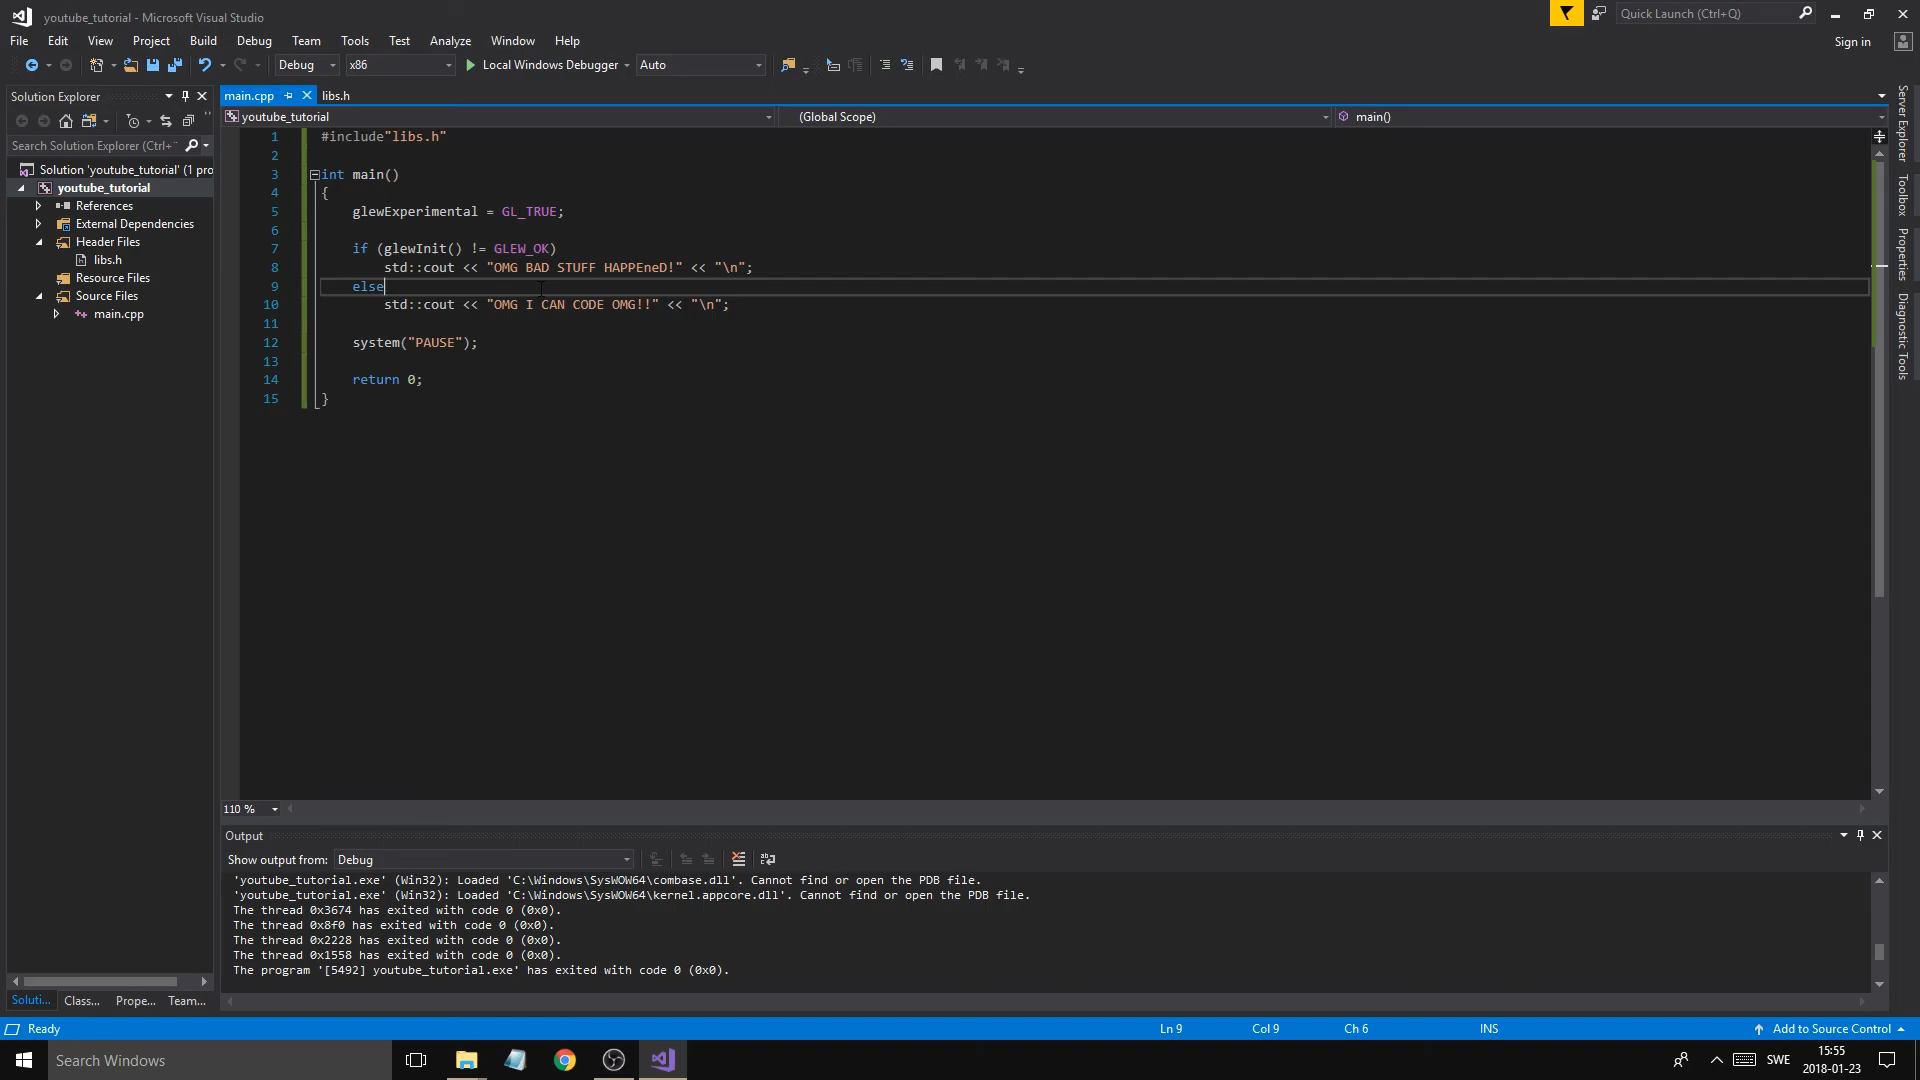 youtube_tutorial - Microsoft Visual Studio
Quick Launch (Ctrl+Q)
File Edit View Project Build Debug Team Tools Test Analyze Window Help
Sign in
Debug x86 Local Windows Debugger Auto
Solution Explorer
main.cpp libs.h
youtube_tutorial (Global Scope) main()
Search Solution Explorer (Ctrl+
Solution 'youtube_tutorial' (1 pro
youtube_tutorial
References
External Dependencies
Header Files
libs.h
Resource Files
Source Files
main.cpp
1 #include"libs.h"
2
3 int main()
4 {
5 glewExperimental = GL_TRUE;
6
7 if (glewInit() != GLEW_OK)
8 std::cout << "OMG BAD STUFF HAPPEneD!" << "\n";
9 else
10 std::cout << "OMG I CAN CODE OMG!!" << "\n";
11
12 system("PAUSE");
13
14 return 0;
15 }
Server Explorer
Toolbox
Properties
Diagnostic Tools
110 %
Output
Show output from: Debug
'youtube_tutorial.exe' (Win32): Loaded 'C:\Windows\SysWOW64\combase.dll'. Cannot find or open the PDB file.
'youtube_tutorial.exe' (Win32): Loaded 'C:\Windows\SysWOW64\kernel.appcore.dll'. Cannot find or open the PDB file.
The thread 0x3674 has exited with code 0 (0x0).
The thread 0x8f0 has exited with code 0 (0x0).
The thread 0x2228 has exited with code 0 (0x0).
The thread 0x1558 has exited with code 0 (0x0).
The program '[5492] youtube_tutorial.exe' has exited with code 0 (0x0).
Soluti... Class... Prope... Team...
Ready Ln 9 Col 9 Ch 6 INS Add to Source Control
Search Windows
SWE
15:55
2018-01-23